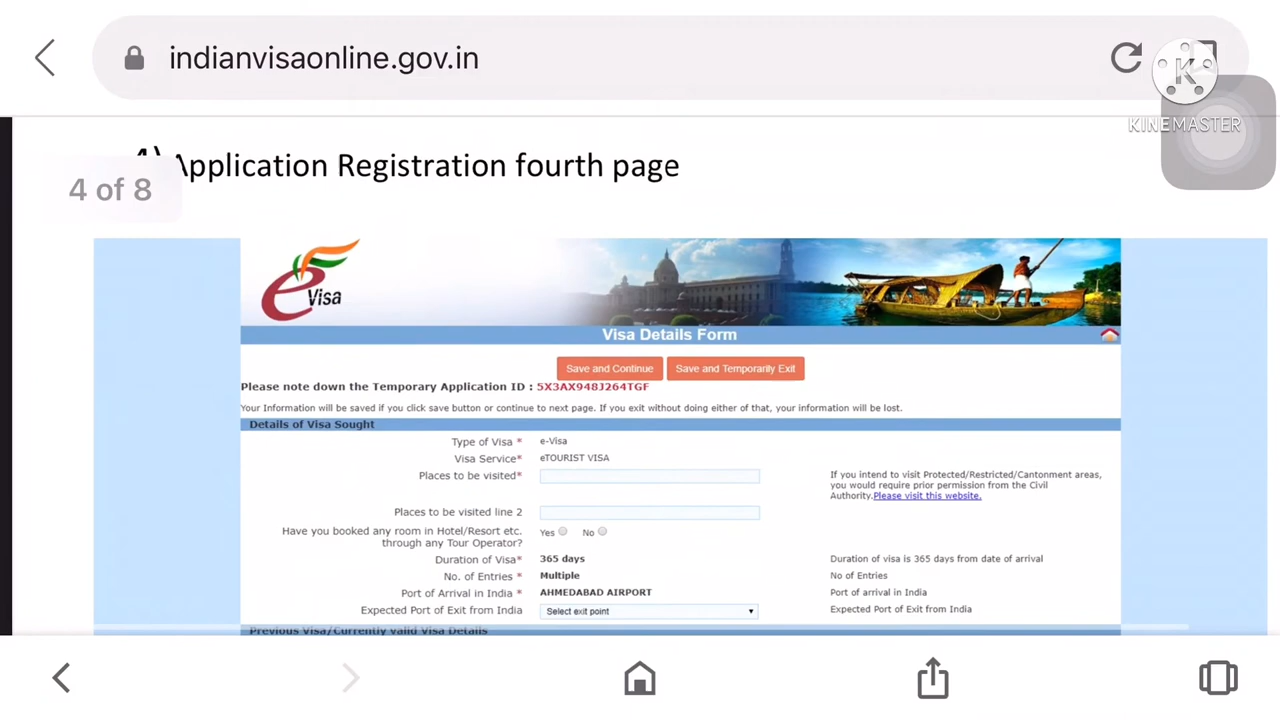 indianvisaonline.gov.in
KINEMASTER
4) Application Registration fourth page
4 of 8
e Visa
Visa Details Form
Save and Continue Save and Temporarily Exit
Please note down the Temporary Application ID : 5X3AX948J264TGF
Your Information will be saved if you click save button or continue to next page. If you exit without doing either of that, your information will be lost.
Details of Visa Sought
Type of Visa * e-Visa
Visa Service* eTOURIST VISA
Places to be visited* If you intend to visit Protected/Restricted/Cantonment areas,
you would require prior permission from the Civil
Authority.Please visit this website.
Places to be visited line 2
Have you booked any room in Hotel/Resort etc. Yes No
through any Tour Operator?
Duration of Visa* 365 days Duration of visa is 365 days from date of arrival
No. of Entries * Multiple No of Entries
Port of Arrival in India * AHMEDABAD AIRPORT Port of arrival in India
Expected Port of Exit from India Select exit point Expected Port of Exit from India
Previous Visa/Currently valid Visa Details